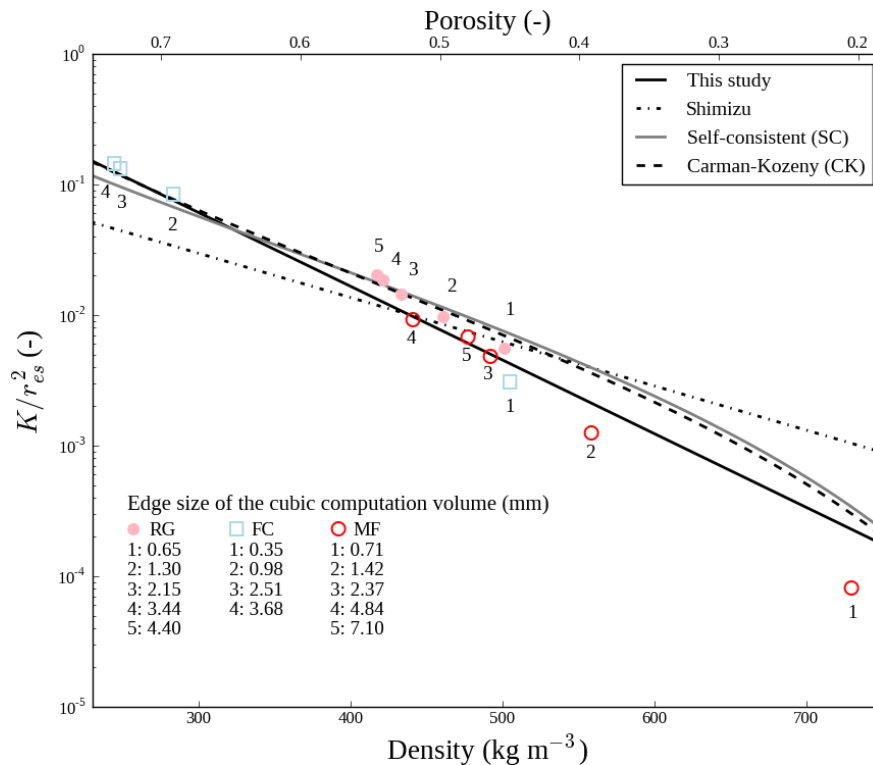 Porosity (-)
0.7 0.6 0.5 0.4 0.3 0.2
10^0
This study
Shimizu
Self-consistent (SC)
Carman-Kozeny (CK)
10^-1
4 3
2
5
4
3
2
1
10^-2
4
5
3
1
K/r_es^2 (-)
10^-3
2
Edge size of the cubic computation volume (mm)
RG FC MF
1: 0.65 1: 0.35 1: 0.71
2: 1.30 2: 0.98 2: 1.42
3: 2.15 3: 2.51 3: 2.37
4: 3.44 4: 3.68 4: 4.84
5: 4.40 5: 7.10
10^-4
1
10^-5
300 400 500 600 700
Density (kg m^-3)